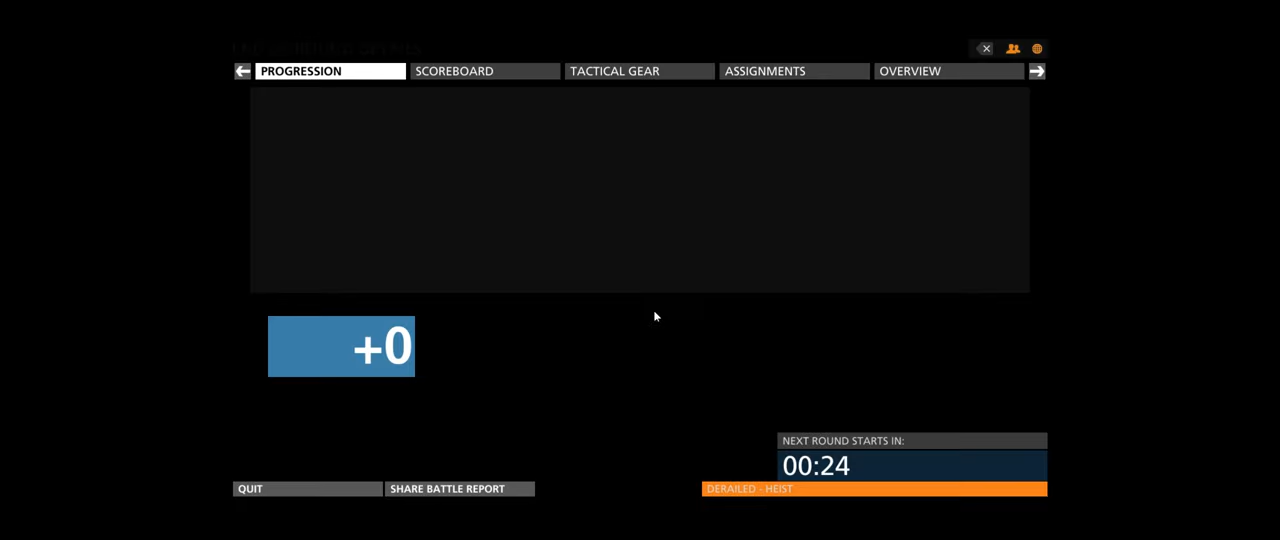 PROGRESSION
SCOREBOARD
TACTICAL GEAR
ASSIGNMENTS
OVERVIEW
+0
NEXT ROUND STARTS IN:
00:24
QUIT
SHARE BATTLE REPORT
DERAILED - HEIST